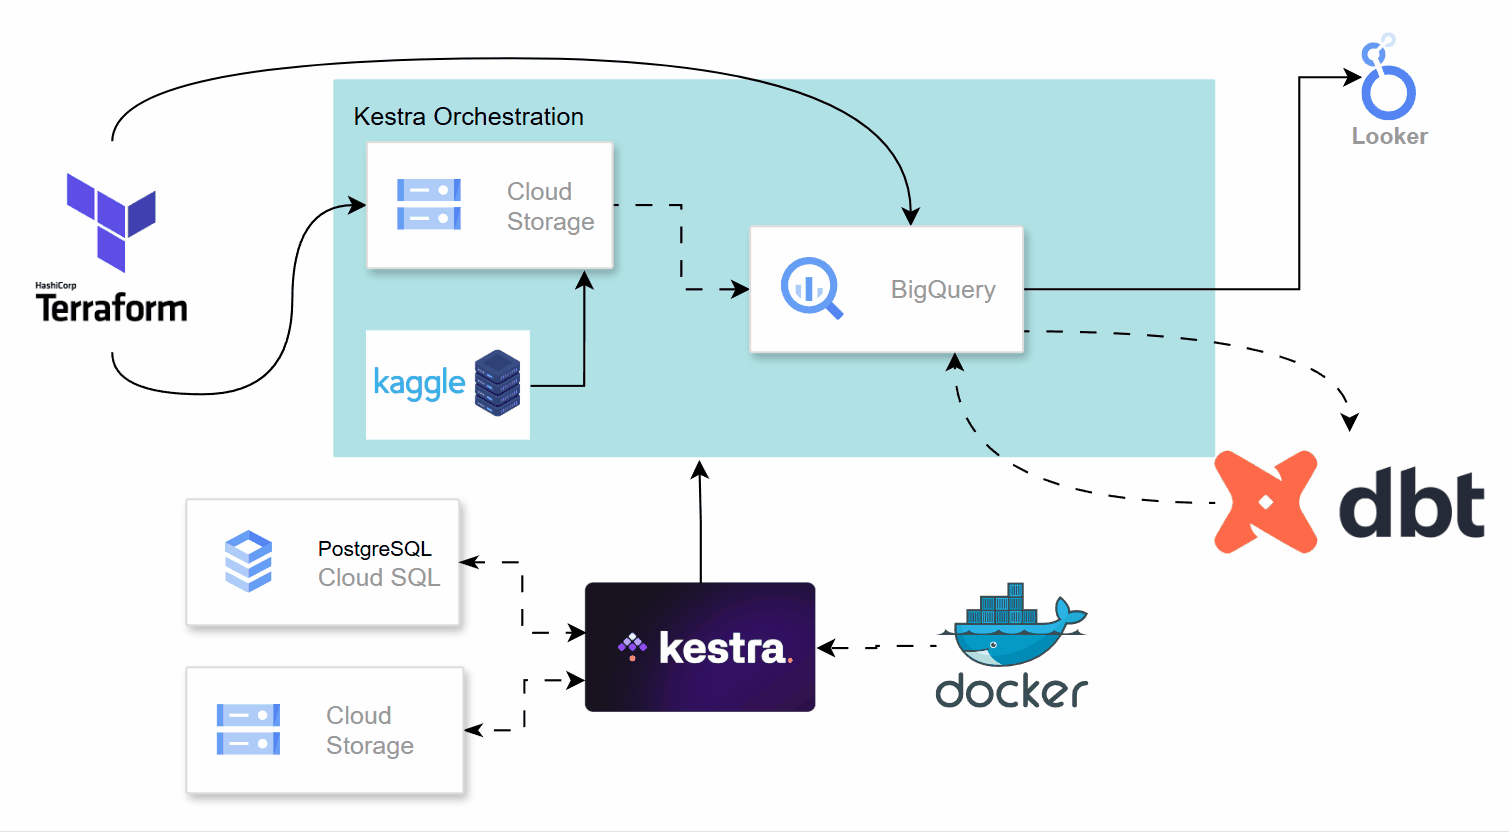 Kestra Orchestration
Cloud
Storage
BigQuery
Looker
HashiCorp
Terraform
kaggle
dbt
PostgreSQL
Cloud SQL
kestra.
docker
Cloud
Storage